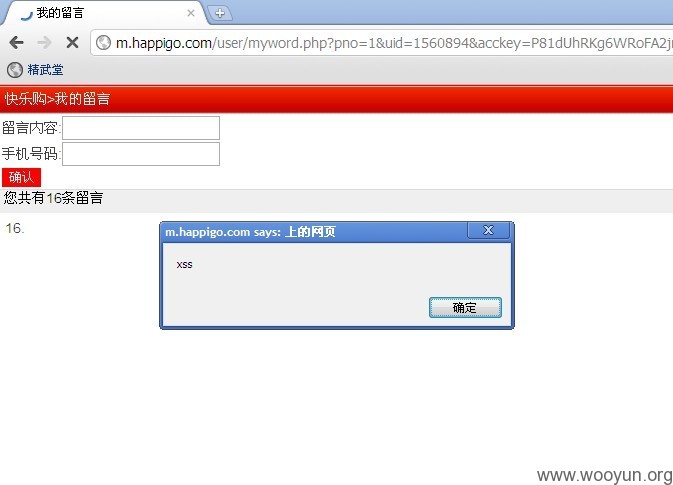 我的留言
m.happigo.com/user/myword.php?pno=1&uid=1560894&acckey=P81dUhRKg6WRoFA2j
精武堂
快乐购>我的留言
留言内容:
手机号码:
确认
您共有16条留言
16.
m.happigo.com says: 上的网页
xss
确定
www.wooyun.org